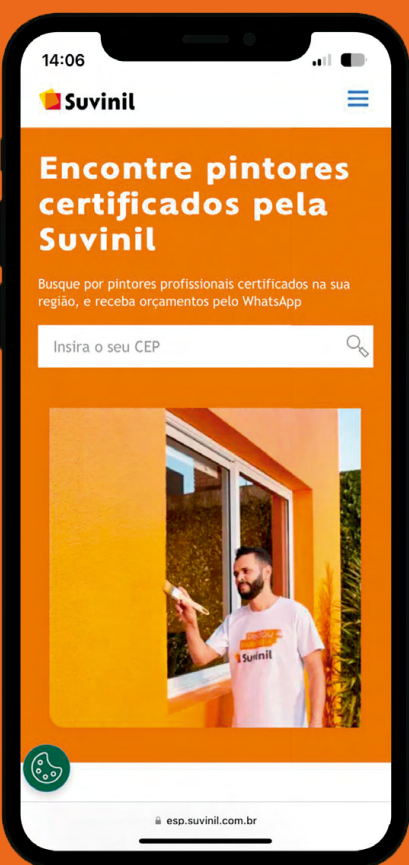 14:06
Suvinil
Encontre pintores
certificados pela
Suvinil
Busque por pintores profissionais certificados na sua
região, e receba orçamentos pelo WhatsApp
Insira o seu CEP
Suvinil
esp.suvinil.com.br